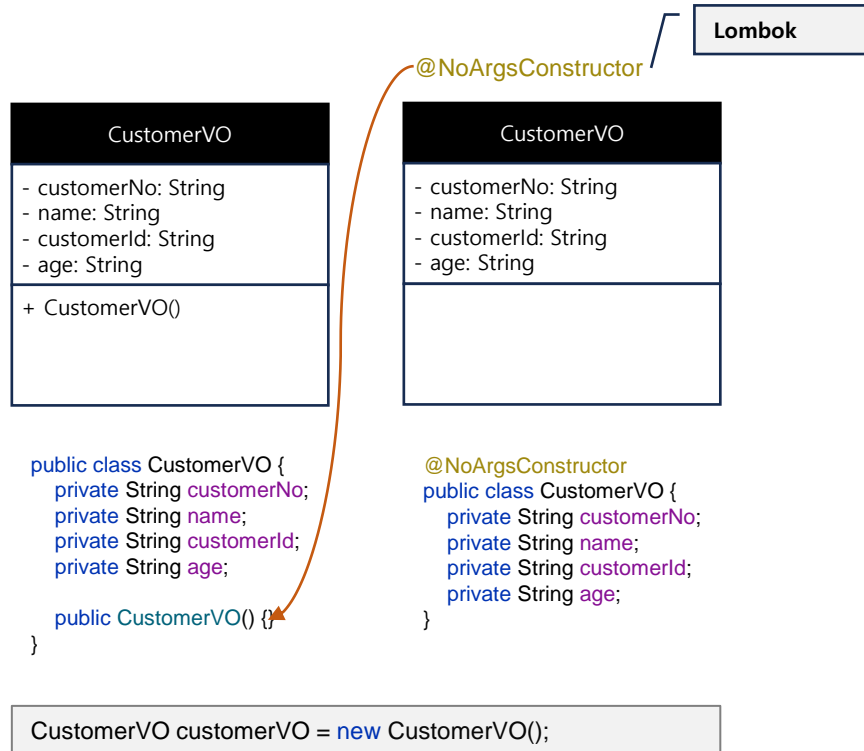 Lombok
@NoArgsConstructor
CustomerVO
- customerNo: String
- name: String
- customerId: String
- age: String
+ CustomerVO()
CustomerVO
- customerNo: String
- name: String
- customerId: String
- age: String
public class CustomerVO {
private String customerNo;
private String name;
private String customerId;
private String age;
public CustomerVO() {}
}
@NoArgsConstructor
public class CustomerVO {
private String customerNo;
private String name;
private String customerId;
private String age;
}
CustomerVO customerVO = new CustomerVO();